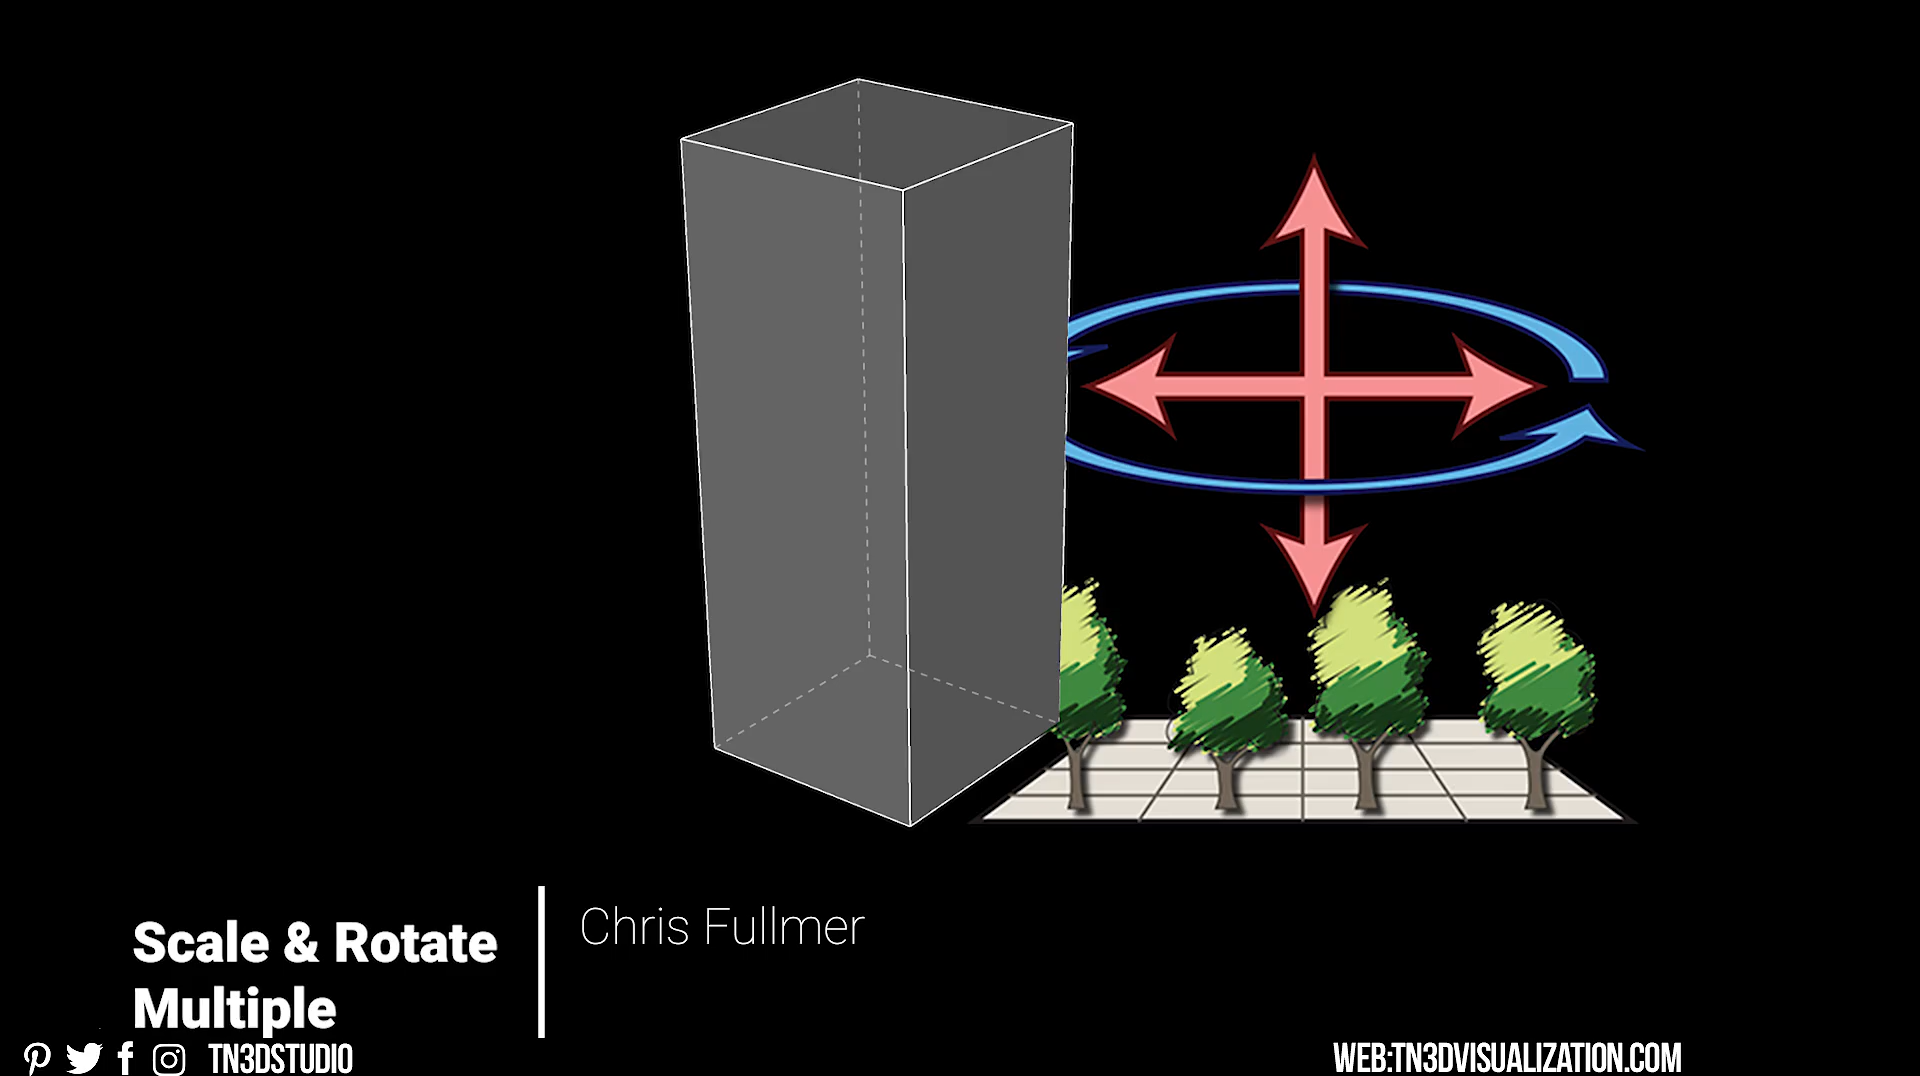 Scale & Rotate
Multiple
Chris Fullmer
TN3DSTUDIO
WEB:TN3DVISUALIZATION.COM